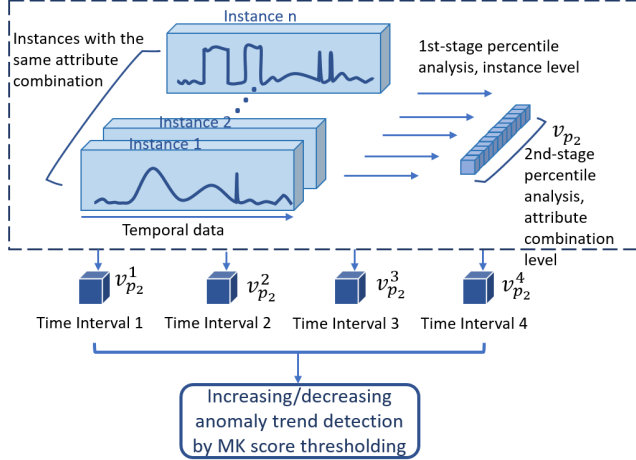 Instance n
Instances with the
same attribute
combination
1st-stage percentile
analysis, instance level
Instance 2
Instance 1
Temporal data
v_{p_2}
2nd-stage
percentile
analysis,
attribute
combination
level
v_{p_2}^1
v_{p_2}^2
v_{p_2}^3
v_{p_2}^4
Time Interval 1
Time Interval 2
Time Interval 3
Time Interval 4
Increasing/decreasing
anomaly trend detection
by MK score thresholding